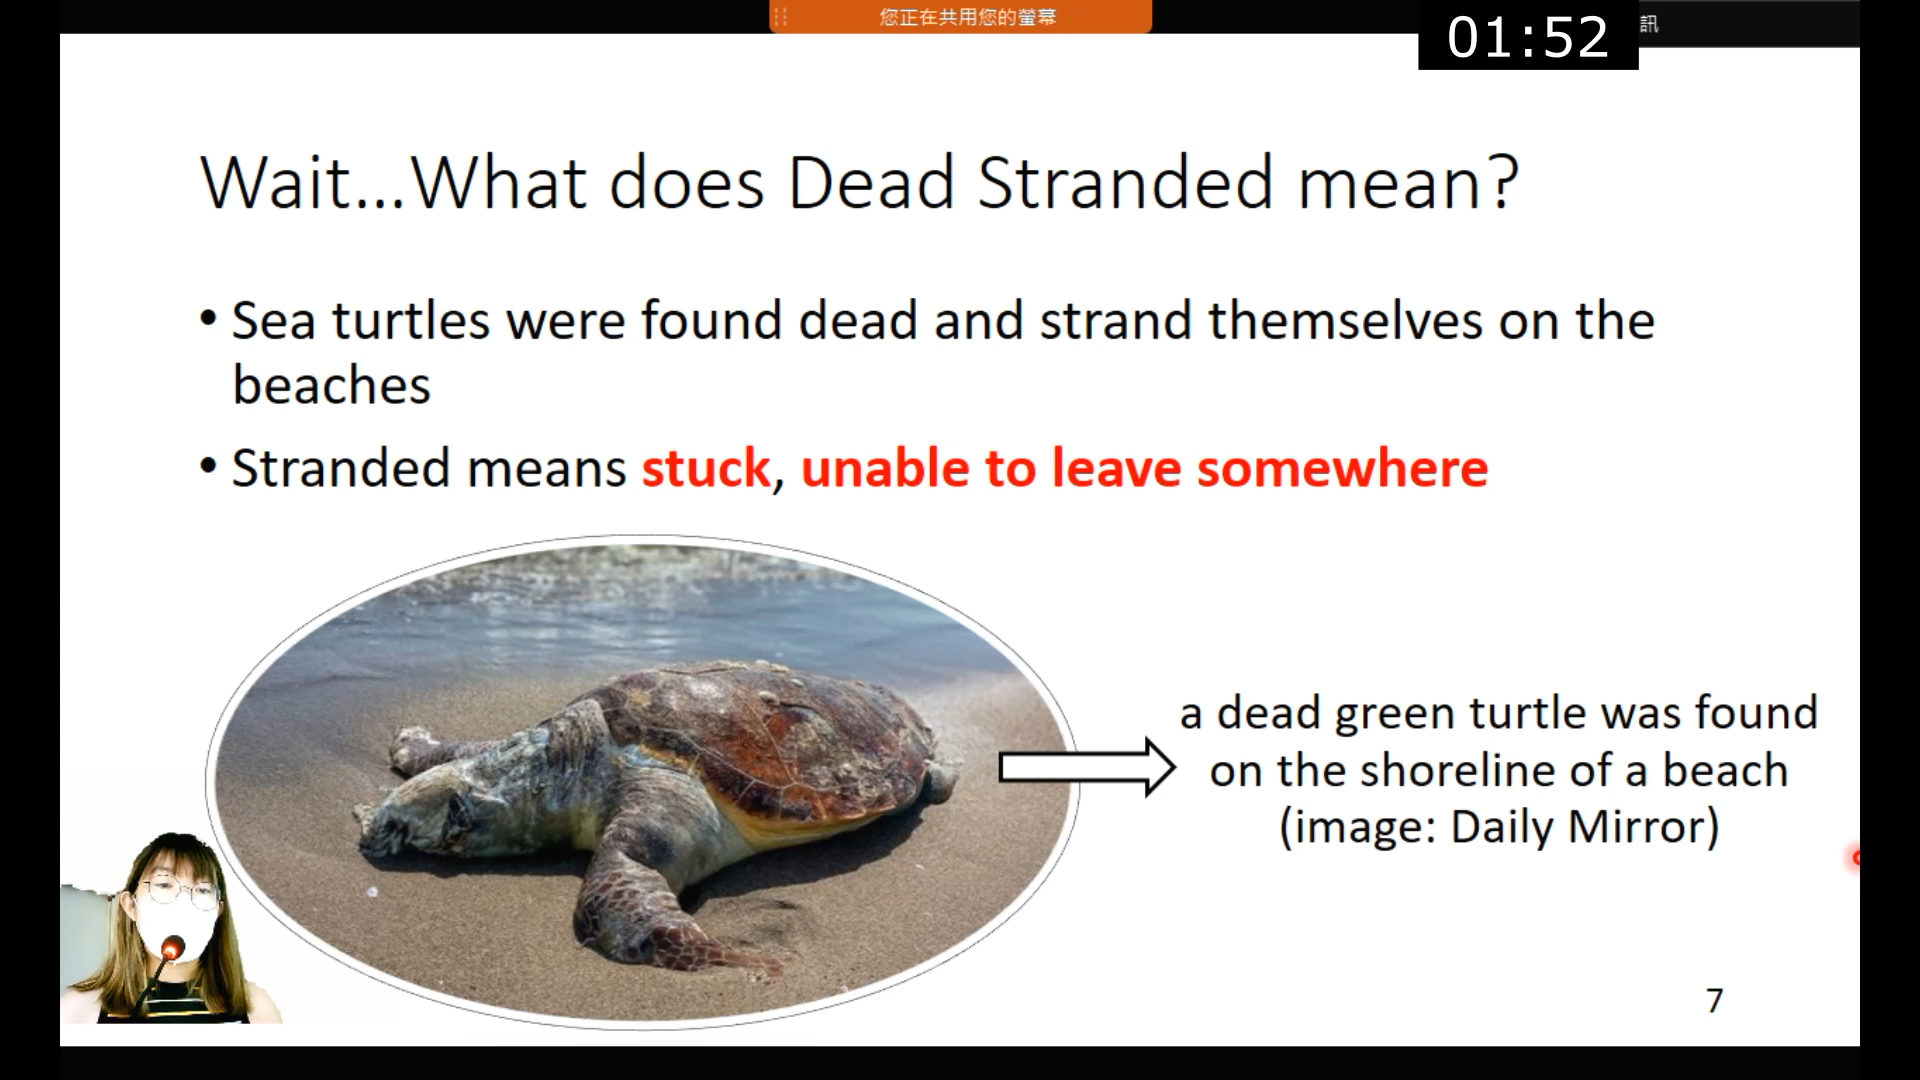 您正在共用您的螢幕
訊
01:52
Wait...What does Dead Stranded mean?
• Sea turtles were found dead and strand themselves on the
beaches
• Stranded means stuck, unable to leave somewhere
a dead green turtle was found
on the shoreline of a beach
(image: Daily Mirror)
7